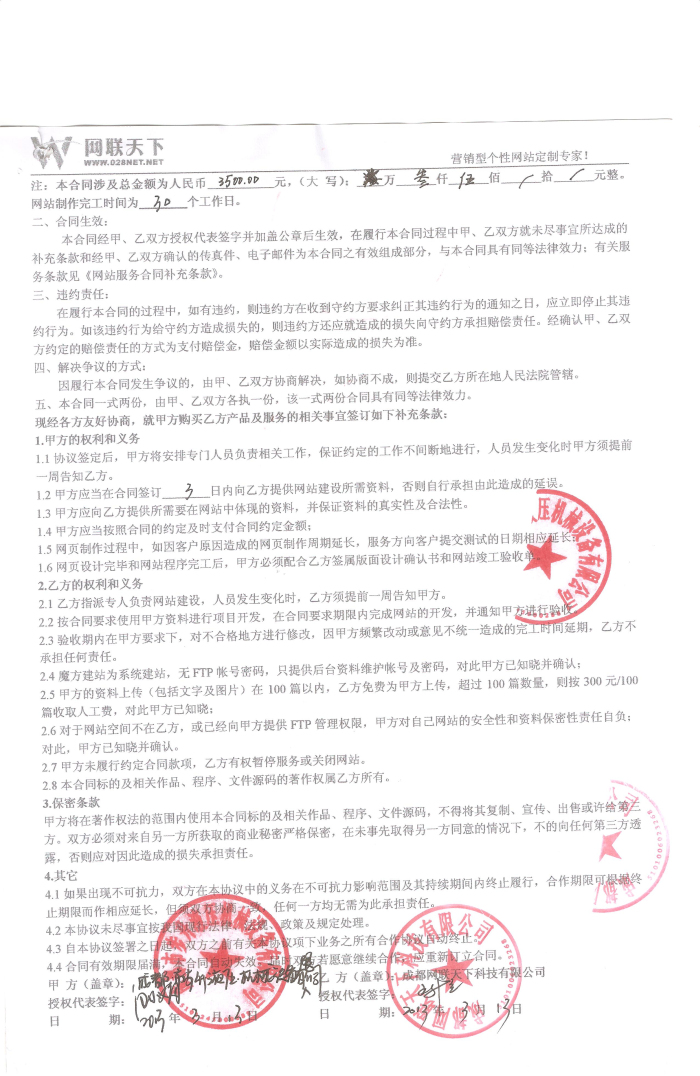 网联天下
WWW.028NET.NET
营销型个性网站定制专家！
注：本合同涉及总金额为人民币 3500.00 元，（大 写）： 万 叁 仟 伍 佰 / 拾 / 元整。
网站制作完工时间为 30 个工作日。
二、合同生效：
本合同经甲、乙双方授权代表签字并加盖公章后生效，在履行本合同过程中甲、乙双方就未尽事宜所达成的
补充条款和经甲、乙双方确认的传真件、电子邮件为本合同之有效组成部分，与本合同具有同等法律效力；有关服
务条款见《网站服务合同补充条款》。
三、违约责任：
在履行本合同的过程中，如有违约，则违约方在收到守约方要求纠正其违约行为的通知之日，应立即停止其违
约行为。如该违约行为给守约方造成损失的，则违约方还应就造成的损失向守约方承担赔偿责任。经确认甲、乙双
方约定的赔偿责任的方式为支付赔偿金，赔偿金额以实际造成的损失为准。
四、解决争议的方式：
因履行本合同发生争议的，由甲、乙双方协商解决，如协商不成，则提交乙方所在地人民法院管辖。
五、本合同一式两份，由甲、乙双方各执一份，该一式两份合同具有同等法律效力。
现经各方友好协商，就甲方购买乙方产品及服务的相关事宜签订如下补充条款：
1.甲方的权利和义务
1.1 协议签定后，甲方将安排专门人员负责相关工作，保证约定的工作不间断地进行，人员发生变化时甲方须提前
一周告知乙方。
1.2 甲方应当在合同签订 3 日内向乙方提供网站建设所需资料，否则自行承担由此造成的延误。
1.3 甲方应向乙方提供所需要在网站中体现的资料，并保证资料的真实性及合法性。
1.4 甲方应当按照合同的约定及时支付合同约定金额；
1.5 网页制作过程中，如因客户原因造成的网页制作周期延长，服务方向客户提交测试的日期相应延长；
1.6 网页设计完毕和网站程序完工后，甲方必须配合乙方签属版面设计确认书和网站竣工验收单。
2.乙方的权利和义务
2.1 乙方指派专人负责网站建设，人员发生变化时，乙方须提前一周告知甲方。
2.2 按合同要求使用甲方资料进行项目开发，在合同要求期限内完成网站的开发，并通知甲方进行验收。
2.3 验收期内在甲方要求下，对不合格地方进行修改，因甲方频繁改动或意见不统一造成的完工时间延期，乙方不
承担任何责任。
2.4 魔方建站为系统建站，无 FTP 帐号密码，只提供后台资料维护帐号及密码，对此甲方已知晓并确认；
2.5 甲方的资料上传（包括文字及图片）在 100 篇以内，乙方免费为甲方上传，超过 100 篇数量，则按 300 元/100
篇收取人工费，对此甲方已知晓；
2.6 对于网站空间不在乙方，或已经向甲方提供 FTP 管理权限，甲方对自己网站的安全性和资料保密性责任自负；
对此，甲方已知晓并确认。
2.7 甲方未履行约定合同款项，乙方有权暂停服务或关闭网站。
2.8 本合同标的及相关作品、程序、文件源码的著作权属乙方所有。
3.保密条款
甲方将在著作权法的范围内使用本合同标的及相关作品、程序、文件源码，不得将其复制、宣传、出售或许给第三
方。双方必须对来自另一方所获取的商业秘密严格保密，在未事先取得另一方同意的情况下，不的向任何第三方透
露，否则应对因此造成的损失承担责任。
4.其它
4.1 如果出现不可抗力，双方在本协议中的义务在不可抗力影响范围及其持续期间内终止履行，合作期限可根据终
止期限而作相应延长，但须双方协商一致，任何一方均无需为此承担责任。
4.2 本协议未尽事宜按我国现行法律、法规、政策及规定处理。
4.3 自本协议签署之日起，双方之前有关本协议项下业务之所有合作协议自动终止。
4.4 合同有效期限届满，本合同自动失效。届时双方若愿意继续合作，应重新订立合同。
甲 方（盖章）：
乙 方（盖章）：成都网联天下科技有限公司
授权代表签字：
授权代表签字：
日 期： 2013 年 3 月 13 日
日 期： 2013 年 3 月 13 日
压机械设备有限公司